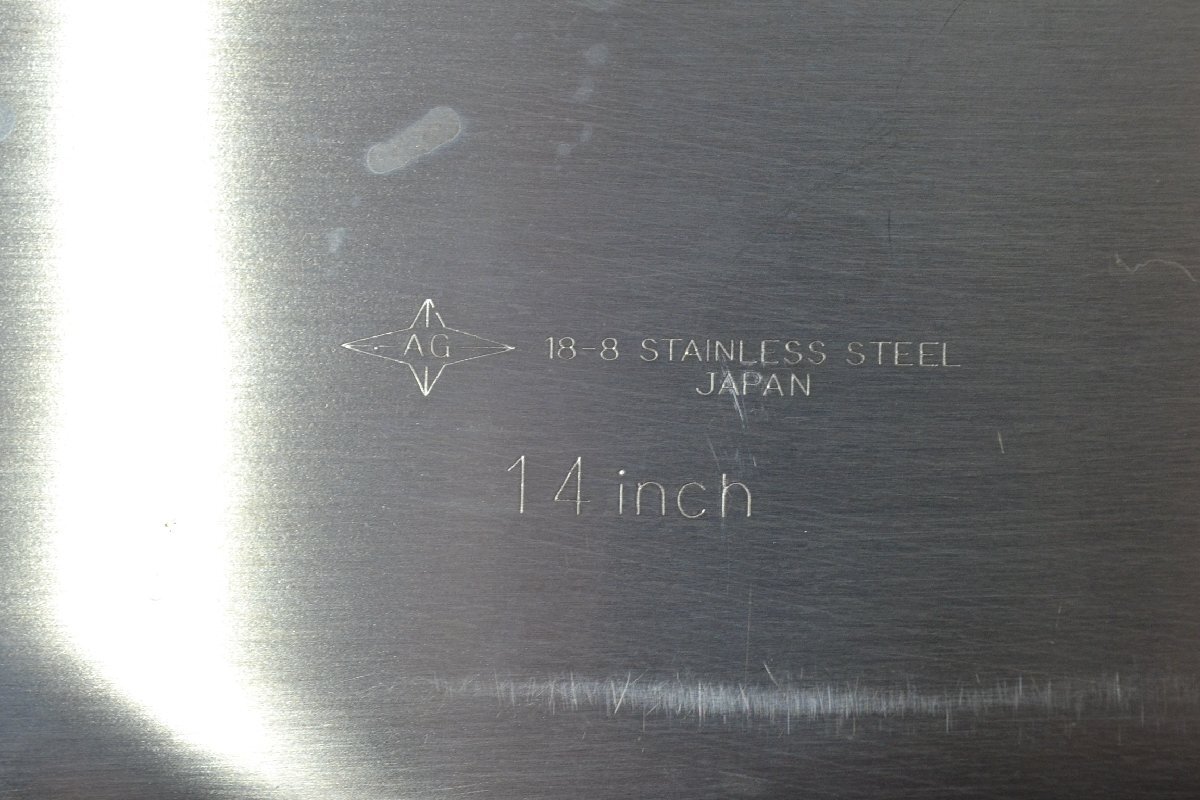 AG 18-8 STAINLESS STEEL
JAPAN
14 inch